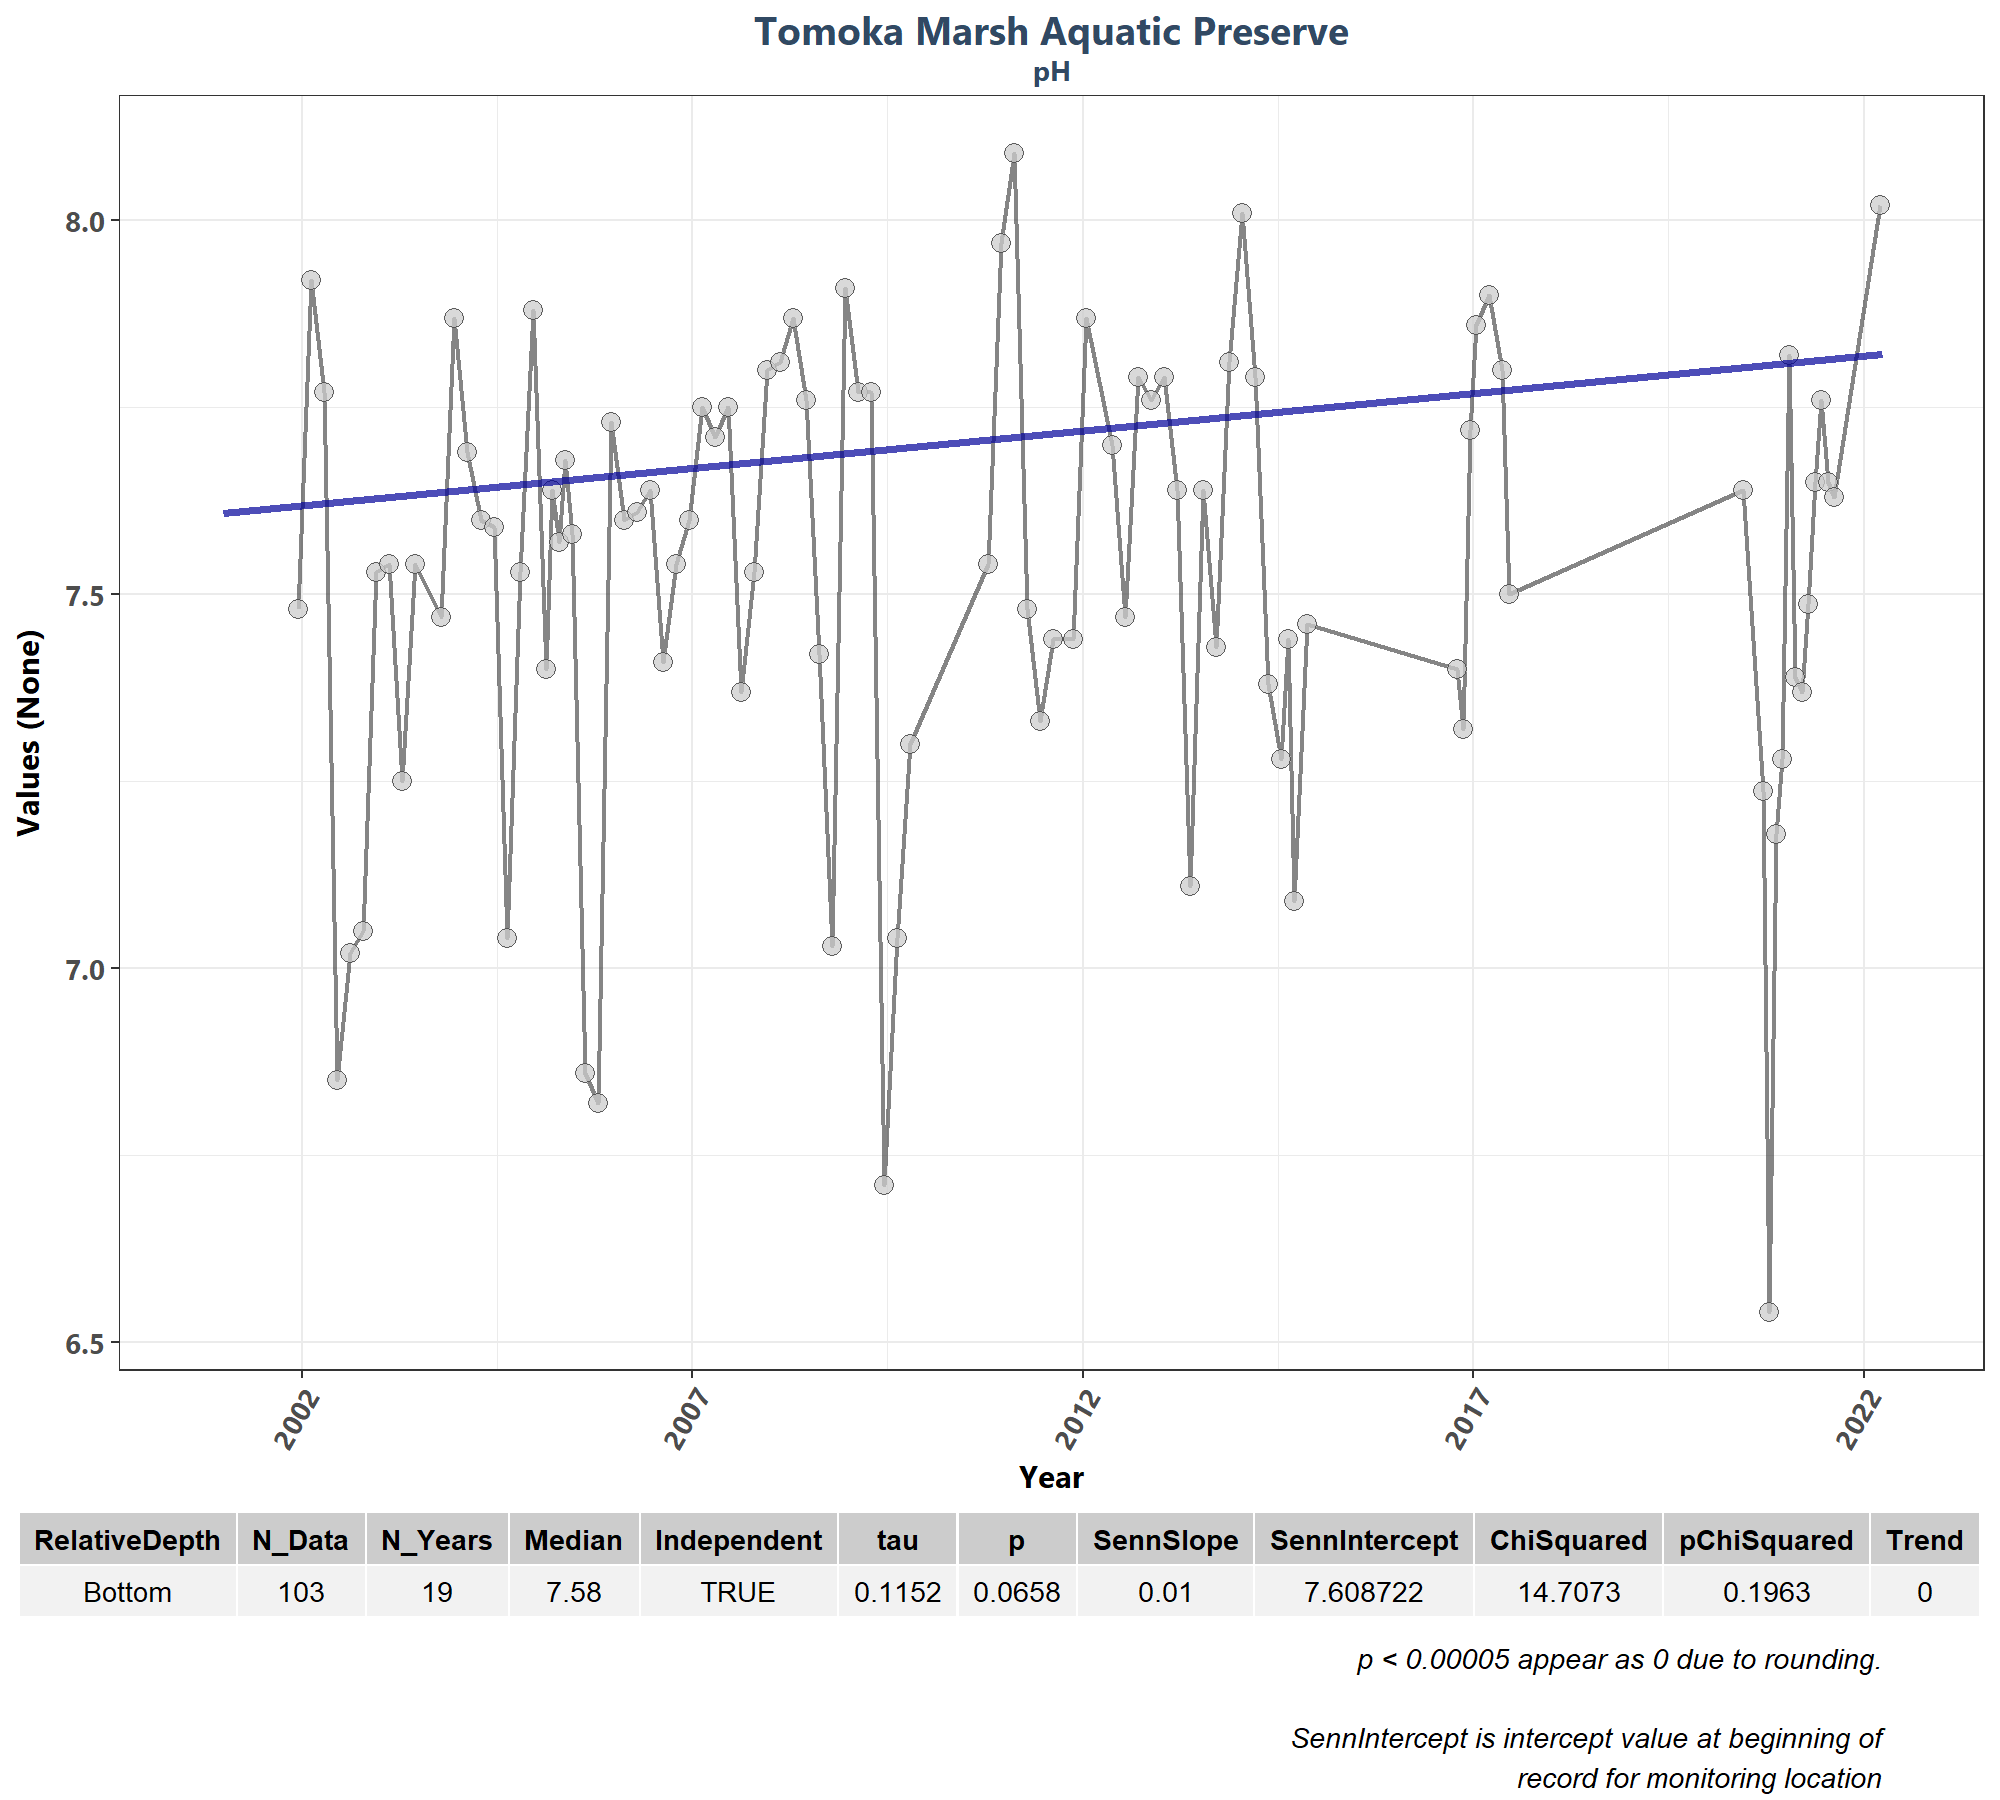 Tomoka Marsh Aquatic Preserve
pH
Values (None)
8.0
7.5
7.0
6.5
2002 2007 2012 2017 2022
Year
RelativeDepth N_Data N_Years Median Independent tau p SennSlope SennIntercept ChiSquared pChiSquared Trend
Bottom 103 19 7.58 TRUE 0.1152 0.0658 0.01 7.608722 14.7073 0.1963 0
p < 0.00005 appear as 0 due to rounding.
SennIntercept is intercept value at beginning of
record for monitoring location